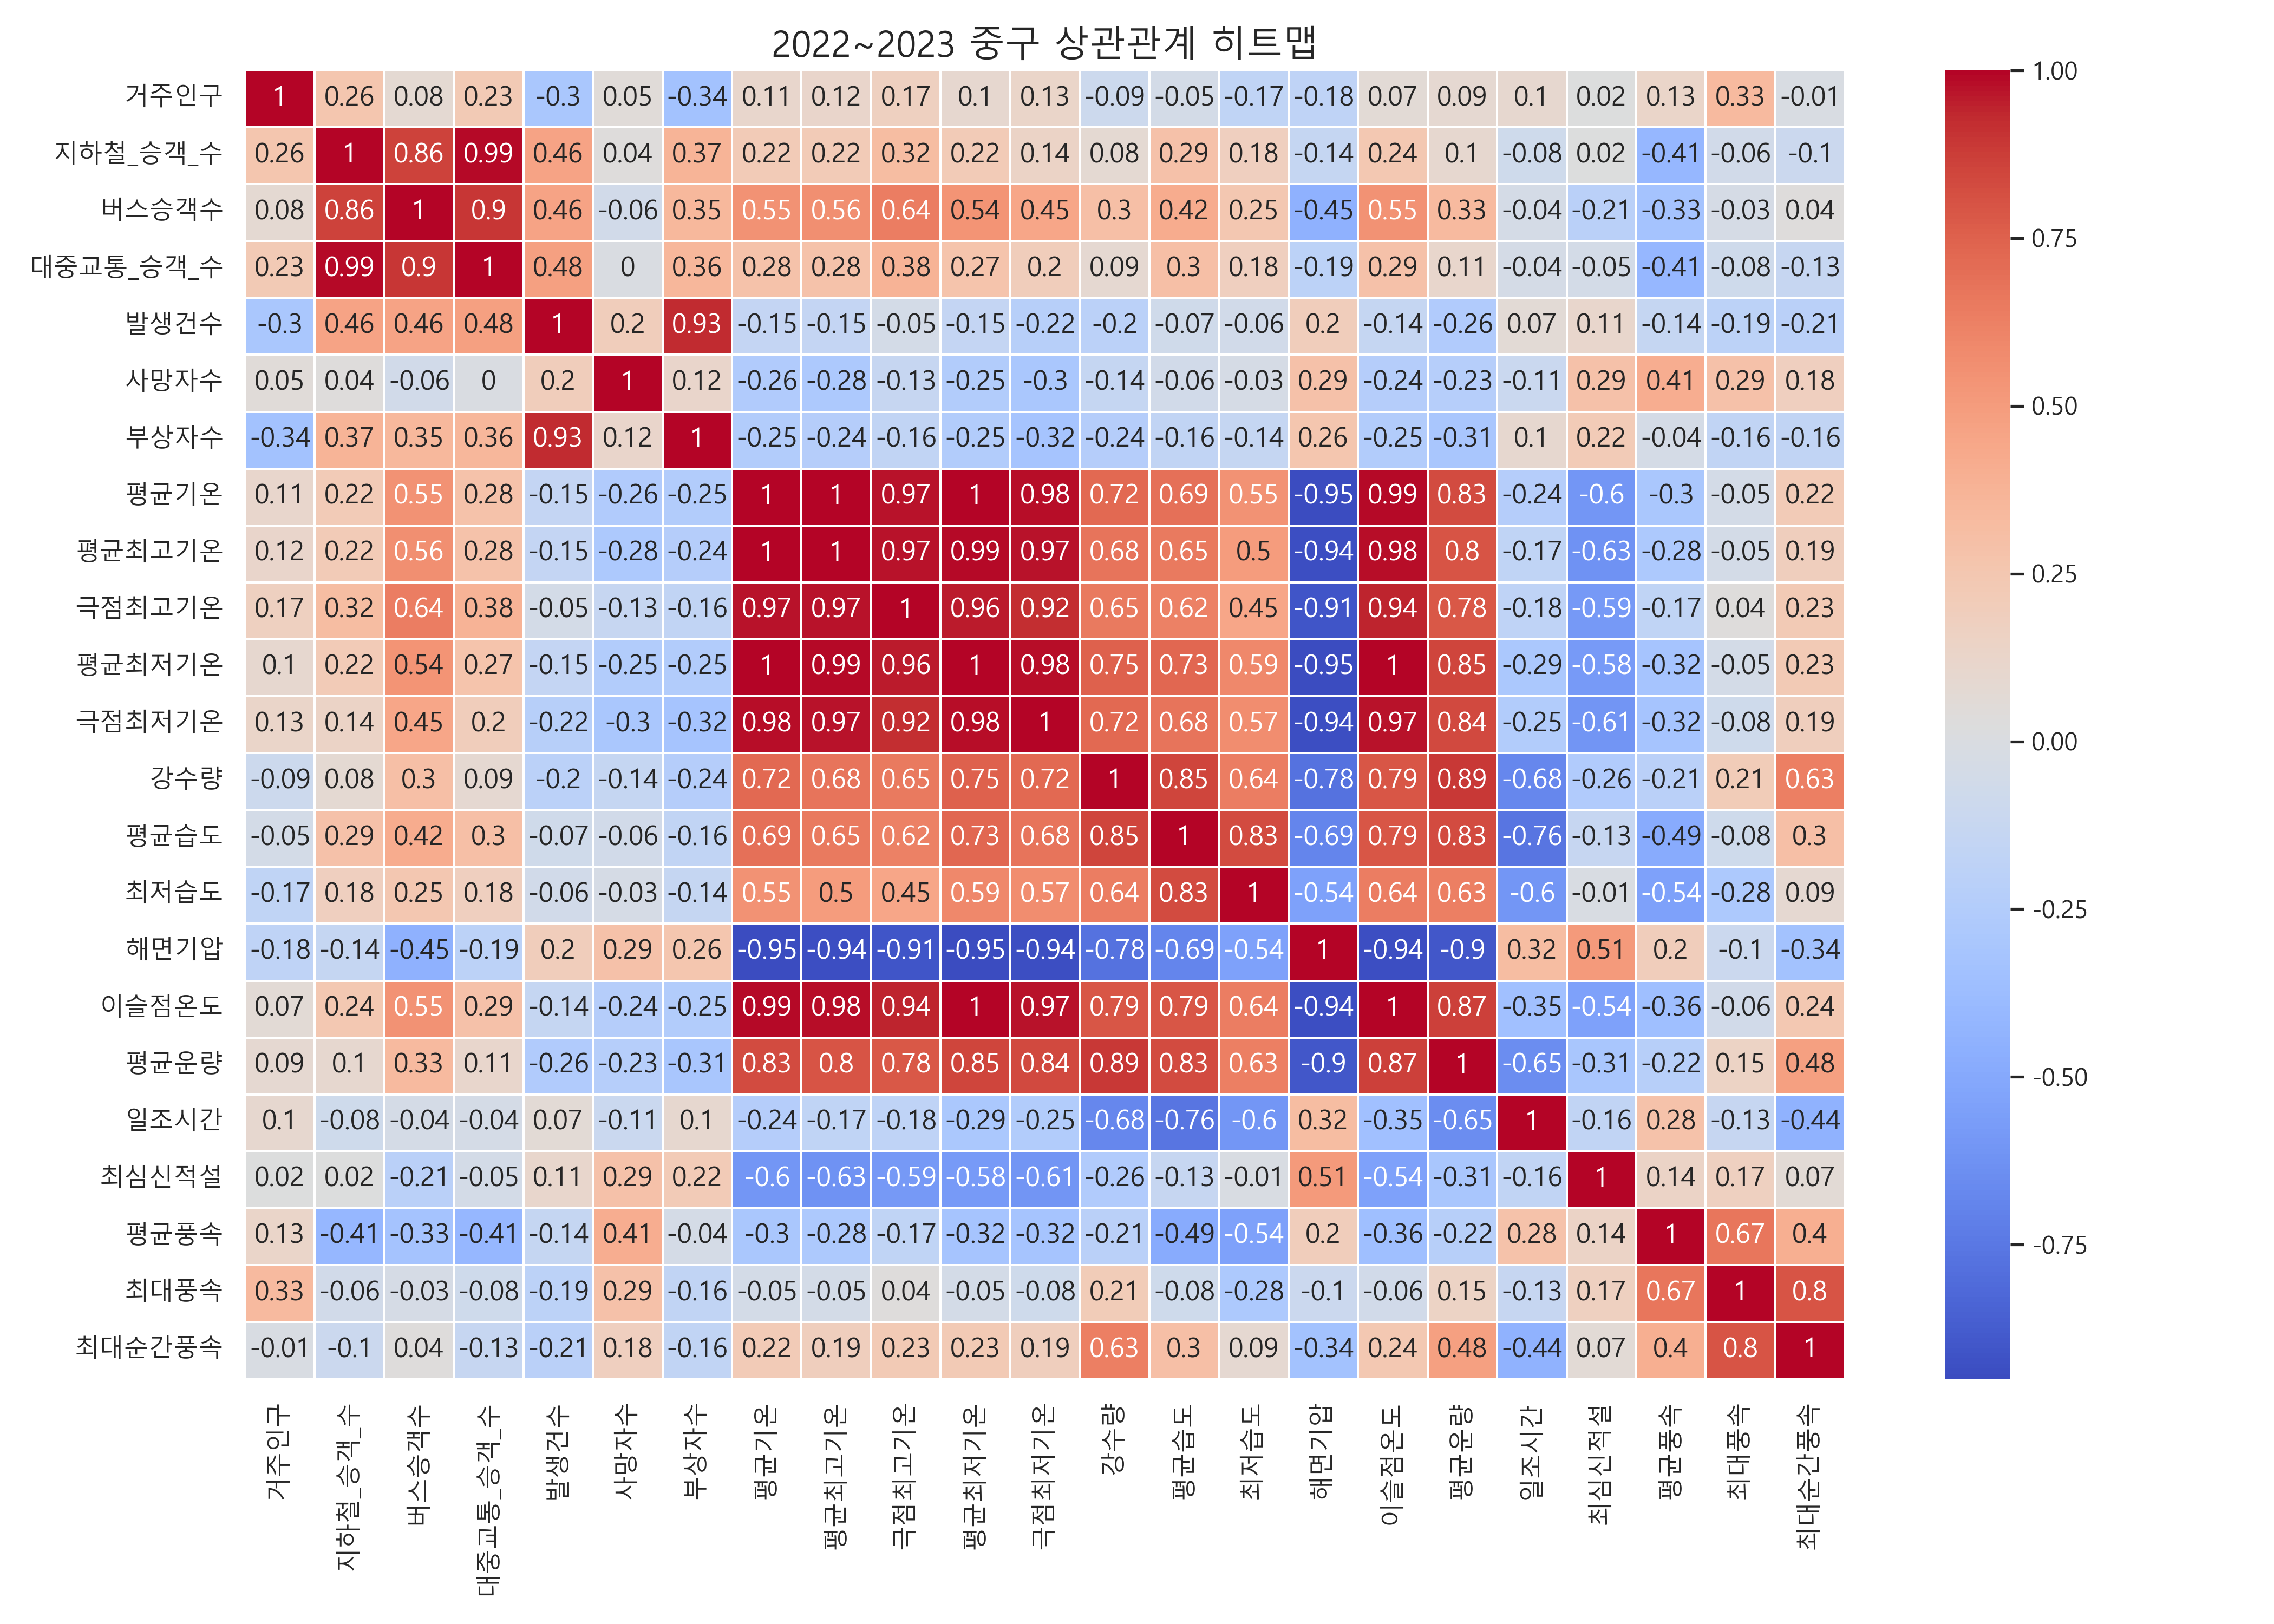 2022~2023 중구 상관관계 히트맵
거주인구 1 0.26 0.08 0.23 -0.3 0.05 -0.34 0.11 0.12 0.17 0.1 0.13 -0.09 -0.05 -0.17 -0.18 0.07 0.09 0.1 0.02 0.13 0.33 -0.01
지하철_승객_수 0.26 1 0.86 0.99 0.46 0.04 0.37 0.22 0.22 0.32 0.22 0.14 0.08 0.29 0.18 -0.14 0.24 0.1 -0.08 0.02 -0.41 -0.06 -0.1
버스승객수 0.08 0.86 1 0.9 0.46 -0.06 0.35 0.55 0.56 0.64 0.54 0.45 0.3 0.42 0.25 -0.45 0.55 0.33 -0.04 -0.21 -0.33 -0.03 0.04
대중교통_승객_수 0.23 0.99 0.9 1 0.48 0 0.36 0.28 0.28 0.38 0.27 0.2 0.09 0.3 0.18 -0.19 0.29 0.11 -0.04 -0.05 -0.41 -0.08 -0.13
발생건수 -0.3 0.46 0.46 0.48 1 0.2 0.93 -0.15 -0.15 -0.05 -0.15 -0.22 -0.2 -0.07 -0.06 0.2 -0.14 -0.26 0.07 0.11 -0.14 -0.19 -0.21
사망자수 0.05 0.04 -0.06 0 0.2 1 0.12 -0.26 -0.28 -0.13 -0.25 -0.3 -0.14 -0.06 -0.03 0.29 -0.24 -0.23 -0.11 0.29 0.41 0.29 0.18
부상자수 -0.34 0.37 0.35 0.36 0.93 0.12 1 -0.25 -0.24 -0.16 -0.25 -0.32 -0.24 -0.16 -0.14 0.26 -0.25 -0.31 0.1 0.22 -0.04 -0.16 -0.16
평균기온 0.11 0.22 0.55 0.28 -0.15 -0.26 -0.25 1 1 0.97 1 0.98 0.72 0.69 0.55 -0.95 0.99 0.83 -0.24 -0.6 -0.3 -0.05 0.22
평균최고기온 0.12 0.22 0.56 0.28 -0.15 -0.28 -0.24 1 1 0.97 0.99 0.97 0.68 0.65 0.5 -0.94 0.98 0.8 -0.17 -0.63 -0.28 -0.05 0.19
극점최고기온 0.17 0.32 0.64 0.38 -0.05 -0.13 -0.16 0.97 0.97 1 0.96 0.92 0.65 0.62 0.45 -0.91 0.94 0.78 -0.18 -0.59 -0.17 0.04 0.23
평균최저기온 0.1 0.22 0.54 0.27 -0.15 -0.25 -0.25 1 0.99 0.96 1 0.98 0.75 0.73 0.59 -0.95 1 0.85 -0.29 -0.58 -0.32 -0.05 0.23
극점최저기온 0.13 0.14 0.45 0.2 -0.22 -0.3 -0.32 0.98 0.97 0.92 0.98 1 0.72 0.68 0.57 -0.94 0.97 0.84 -0.25 -0.61 -0.32 -0.08 0.19
강수량 -0.09 0.08 0.3 0.09 -0.2 -0.14 -0.24 0.72 0.68 0.65 0.75 0.72 1 0.85 0.64 -0.78 0.79 0.89 -0.68 -0.26 -0.21 0.21 0.63
평균습도 -0.05 0.29 0.42 0.3 -0.07 -0.06 -0.16 0.69 0.65 0.62 0.73 0.68 0.85 1 0.83 -0.69 0.79 0.83 -0.76 -0.13 -0.49 -0.08 0.3
최저습도 -0.17 0.18 0.25 0.18 -0.06 -0.03 -0.14 0.55 0.5 0.45 0.59 0.57 0.64 0.83 1 -0.54 0.64 0.63 -0.6 -0.01 -0.54 -0.28 0.09
해면기압 -0.18 -0.14 -0.45 -0.19 0.2 0.29 0.26 -0.95 -0.94 -0.91 -0.95 -0.94 -0.78 -0.69 -0.54 1 -0.94 -0.9 0.32 0.51 0.2 -0.1 -0.34
이슬점온도 0.07 0.24 0.55 0.29 -0.14 -0.24 -0.25 0.99 0.98 0.94 1 0.97 0.79 0.79 0.64 -0.94 1 0.87 -0.35 -0.54 -0.36 -0.06 0.24
평균운량 0.09 0.1 0.33 0.11 -0.26 -0.23 -0.31 0.83 0.8 0.78 0.85 0.84 0.89 0.83 0.63 -0.9 0.87 1 -0.65 -0.31 -0.22 0.15 0.48
일조시간 0.1 -0.08 -0.04 -0.04 0.07 -0.11 0.1 -0.24 -0.17 -0.18 -0.29 -0.25 -0.68 -0.76 -0.6 0.32 -0.35 -0.65 1 -0.16 0.28 -0.13 -0.44
최심신적설 0.02 0.02 -0.21 -0.05 0.11 0.29 0.22 -0.6 -0.63 -0.59 -0.58 -0.61 -0.26 -0.13 -0.01 0.51 -0.54 -0.31 -0.16 1 0.14 0.17 0.07
평균풍속 0.13 -0.41 -0.33 -0.41 -0.14 0.41 -0.04 -0.3 -0.28 -0.17 -0.32 -0.32 -0.21 -0.49 -0.54 0.2 -0.36 -0.22 0.28 0.14 1 0.67 0.4
최대풍속 0.33 -0.06 -0.03 -0.08 -0.19 0.29 -0.16 -0.05 -0.05 0.04 -0.05 -0.08 0.21 -0.08 -0.28 -0.1 -0.06 0.15 -0.13 0.17 0.67 1 0.8
최대순간풍속 -0.01 -0.1 0.04 -0.13 -0.21 0.18 -0.16 0.22 0.19 0.23 0.23 0.19 0.63 0.3 0.09 -0.34 0.24 0.48 -0.44 0.07 0.4 0.8 1
거주인구
지하철_승객_수
버스승객수
대중교통_승객_수
발생건수
사망자수
부상자수
평균기온
평균최고기온
극점최고기온
평균최저기온
극점최저기온
강수량
평균습도
최저습도
해면기압
이슬점온도
평균운량
일조시간
최심신적설
평균풍속
최대풍속
최대순간풍속
1.00
0.75
0.50
0.25
0.00
-0.25
-0.50
-0.75